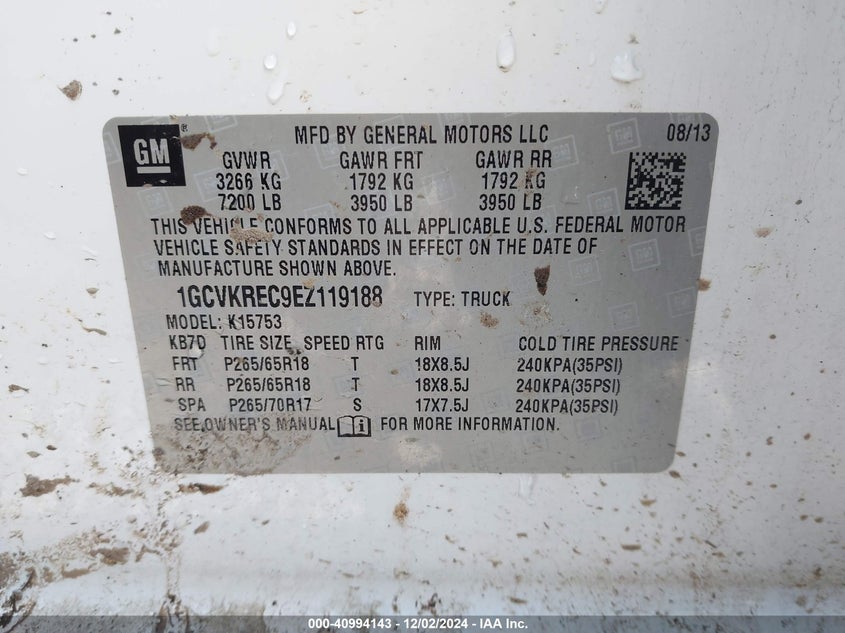 GM ® MFD BY GENERAL MOTORS LLC 08/13
GVWR GAWR FRT GAWR RR
3266 KG 1792 KG 1792 KG
7200 LB 3950 LB 3950 LB
THIS VEHICLE CONFORMS TO ALL APPLICABLE U.S. FEDERAL MOTOR
VEHICLE SAFETY STANDARDS IN EFFECT ON THE DATE OF
MANUFACTURE SHOWN ABOVE.
1GCVKREC9EZ119188 TYPE: TRUCK
MODEL: K15753
KB7D TIRE SIZE SPEED RTG RIM COLD TIRE PRESSURE
FRT P265/65R18 T 18X8.5J 240KPA(35PSI)
RR P265/65R18 T 18X8.5J 240KPA(35PSI)
SPA P265/70R17 S 17X7.5J 240KPA(35PSI)
SEE OWNER'S MANUAL i FOR MORE INFORMATION.
000-40994143 - 12/02/2024 - IAA Inc.